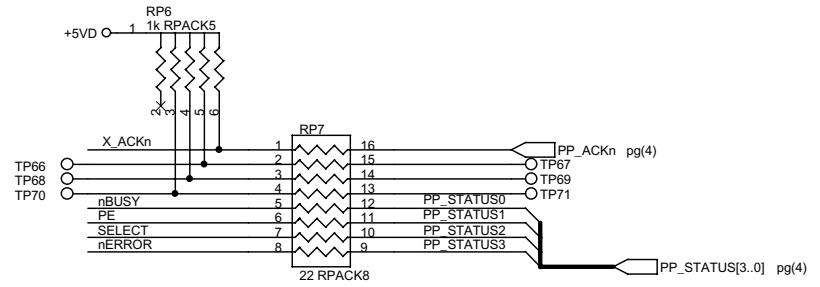 RP6
1k RPACK5
+5VD
1
2
3
4
5
6
RP7
X_ACKn 1 16 PP_ACKn pg(4)
TP66 2 15 TP67
TP68 3 14 TP69
TP70 4 13 TP71
nBUSY 5 12 PP_STATUS0
PE 6 11 PP_STATUS1
SELECT 7 10 PP_STATUS2
nERROR 8 9 PP_STATUS3
PP_STATUS[3..0] pg(4)
22 RPACK8